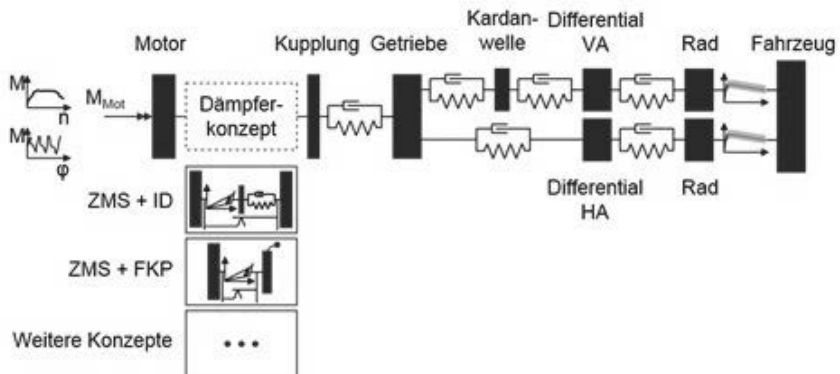 Kardan-
Differential
Motor
Kupplung
Getriebe
welle
VA
Rad
Fahrzeug
M
n
M
φ
M_Mot
Dämpfer-
konzept
Differential
HA
Rad
ZMS + ID
ZMS + FKP
Weitere Konzepte
...